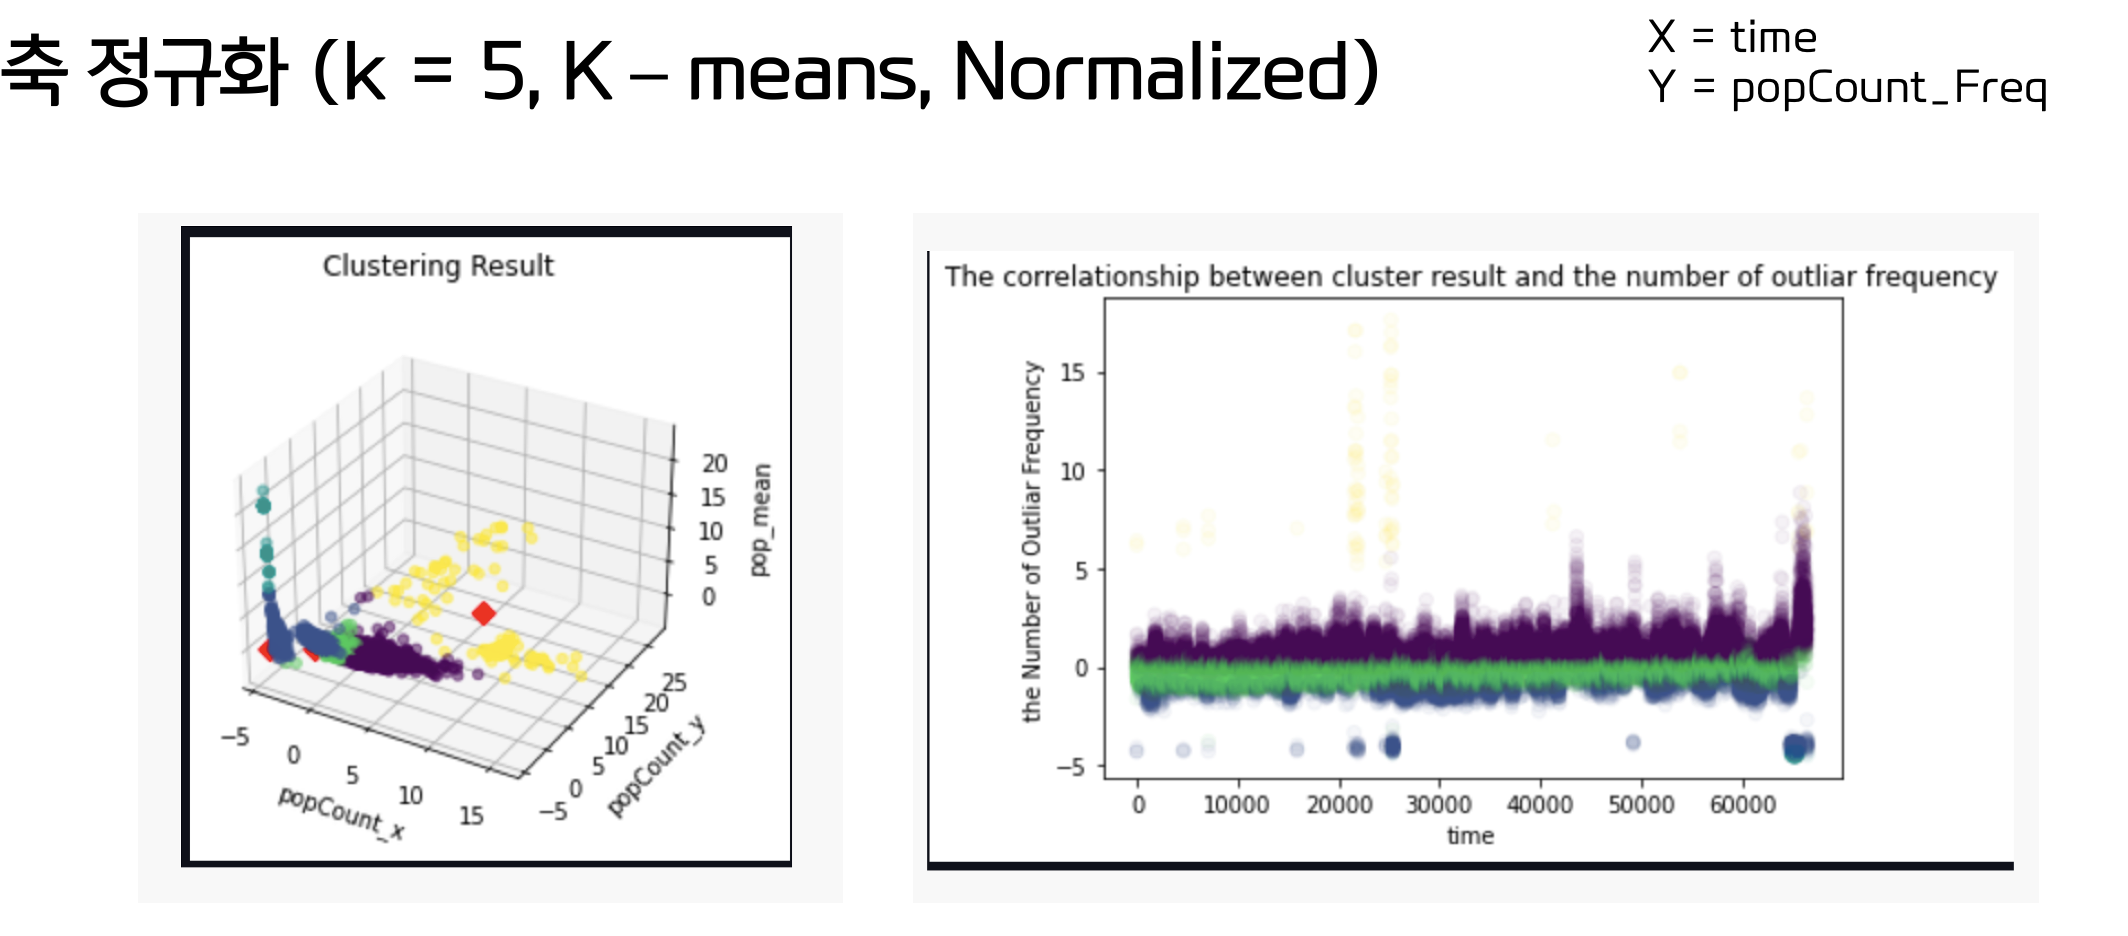 축 정규화 (k = 5, K – means, Normalized)
X = time
Y = popCount_Freq
Clustering Result
20
15
10
5
0
pop_mean
25
20
15
10
5
0
−5
popCount_y
−5
0
5
10
15
popCount_x
The correlationship between cluster result and the number of outliar frequency
the Number of Outliar Frequency
15
10
5
0
−5
0 10000 20000 30000 40000 50000 60000
time